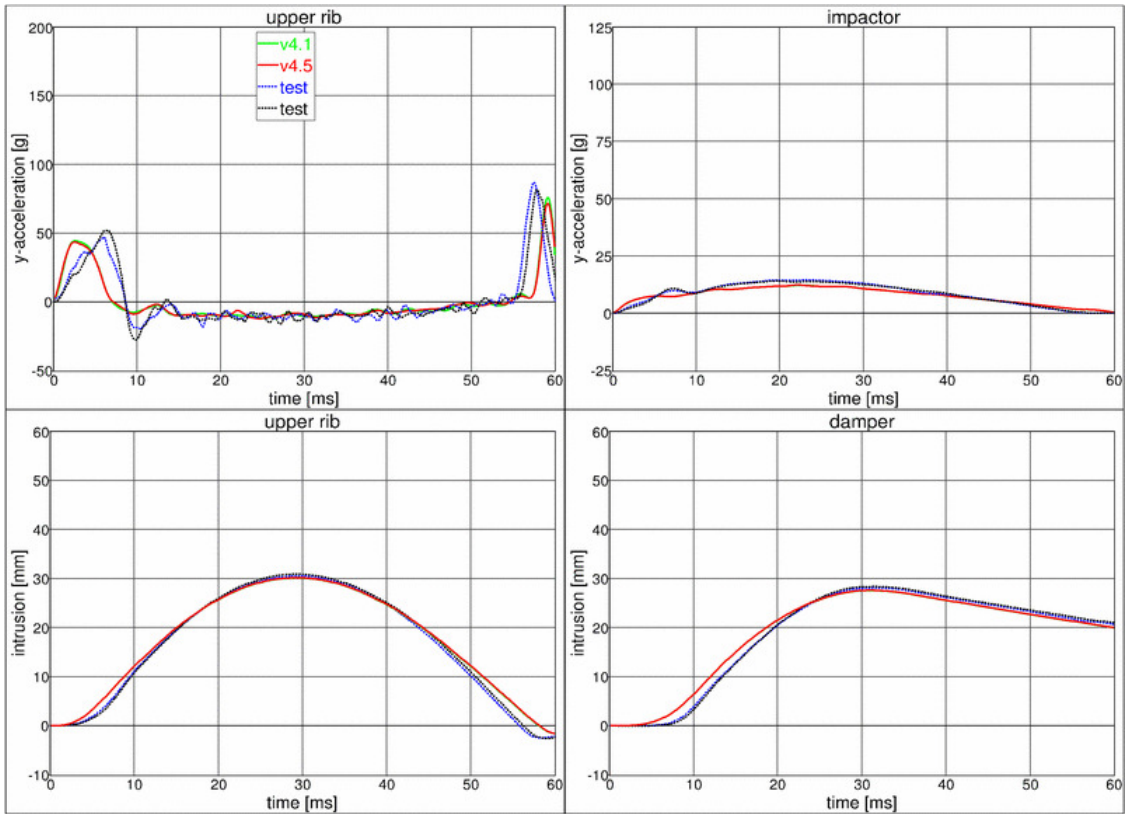 upper rib
200
150
100
50
0
-50
y-acceleration [g]
v4.1
v4.5
test
test
0 10 20 30 40 50 60
time [ms]
impactor
125
100
75
50
25
0
-25
y-acceleration [g]
0 10 20 30 40 50 60
time [ms]
upper rib
60
50
40
30
20
10
0
-10
intrusion [mm]
0 10 20 30 40 50 60
time [ms]
damper
60
50
40
30
20
10
0
-10
intrusion [mm]
0 10 20 30 40 50 60
time [ms]